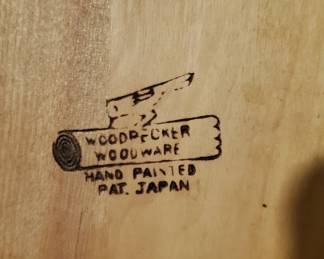 WOODPECKER
WOODWARE
HAND PAINTED
PAT. JAPAN